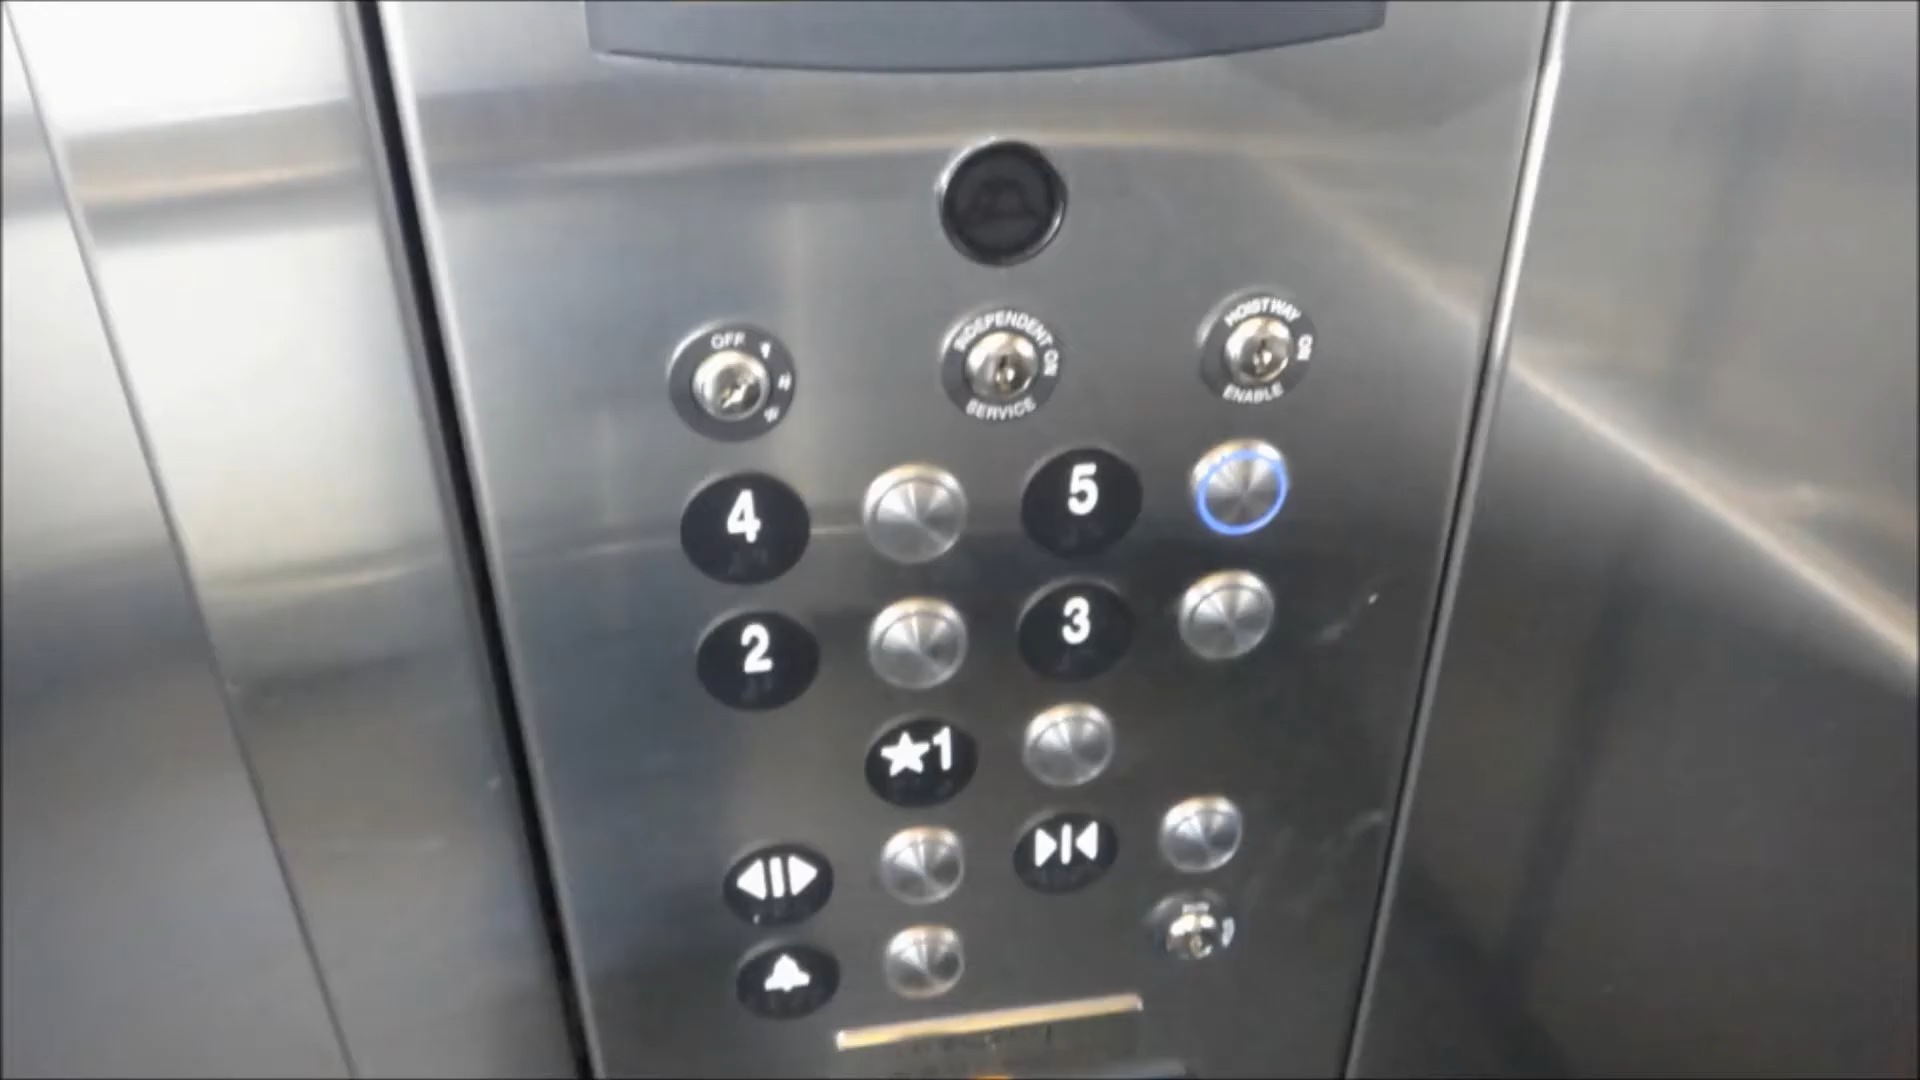 OFF
INDEPENDENT ON
SERVICE
HOISTWAY
ON
ENABLE
4
5
2
3
★1